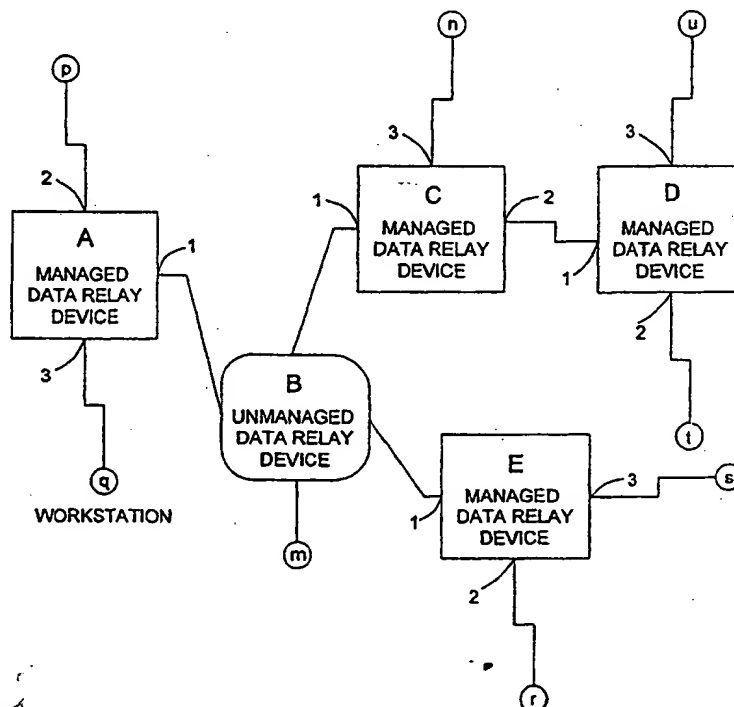 n
u
p
3
3
2
C
MANAGED
DATA RELAY
DEVICE
1
2
D
MANAGED
DATA RELAY
DEVICE
1
2
A
MANAGED
DATA RELAY
DEVICE
1
3
B
UNMANAGED
DATA RELAY
DEVICE
t
q
WORKSTATION
E
MANAGED
DATA RELAY
DEVICE
1
3
s
2
m
r